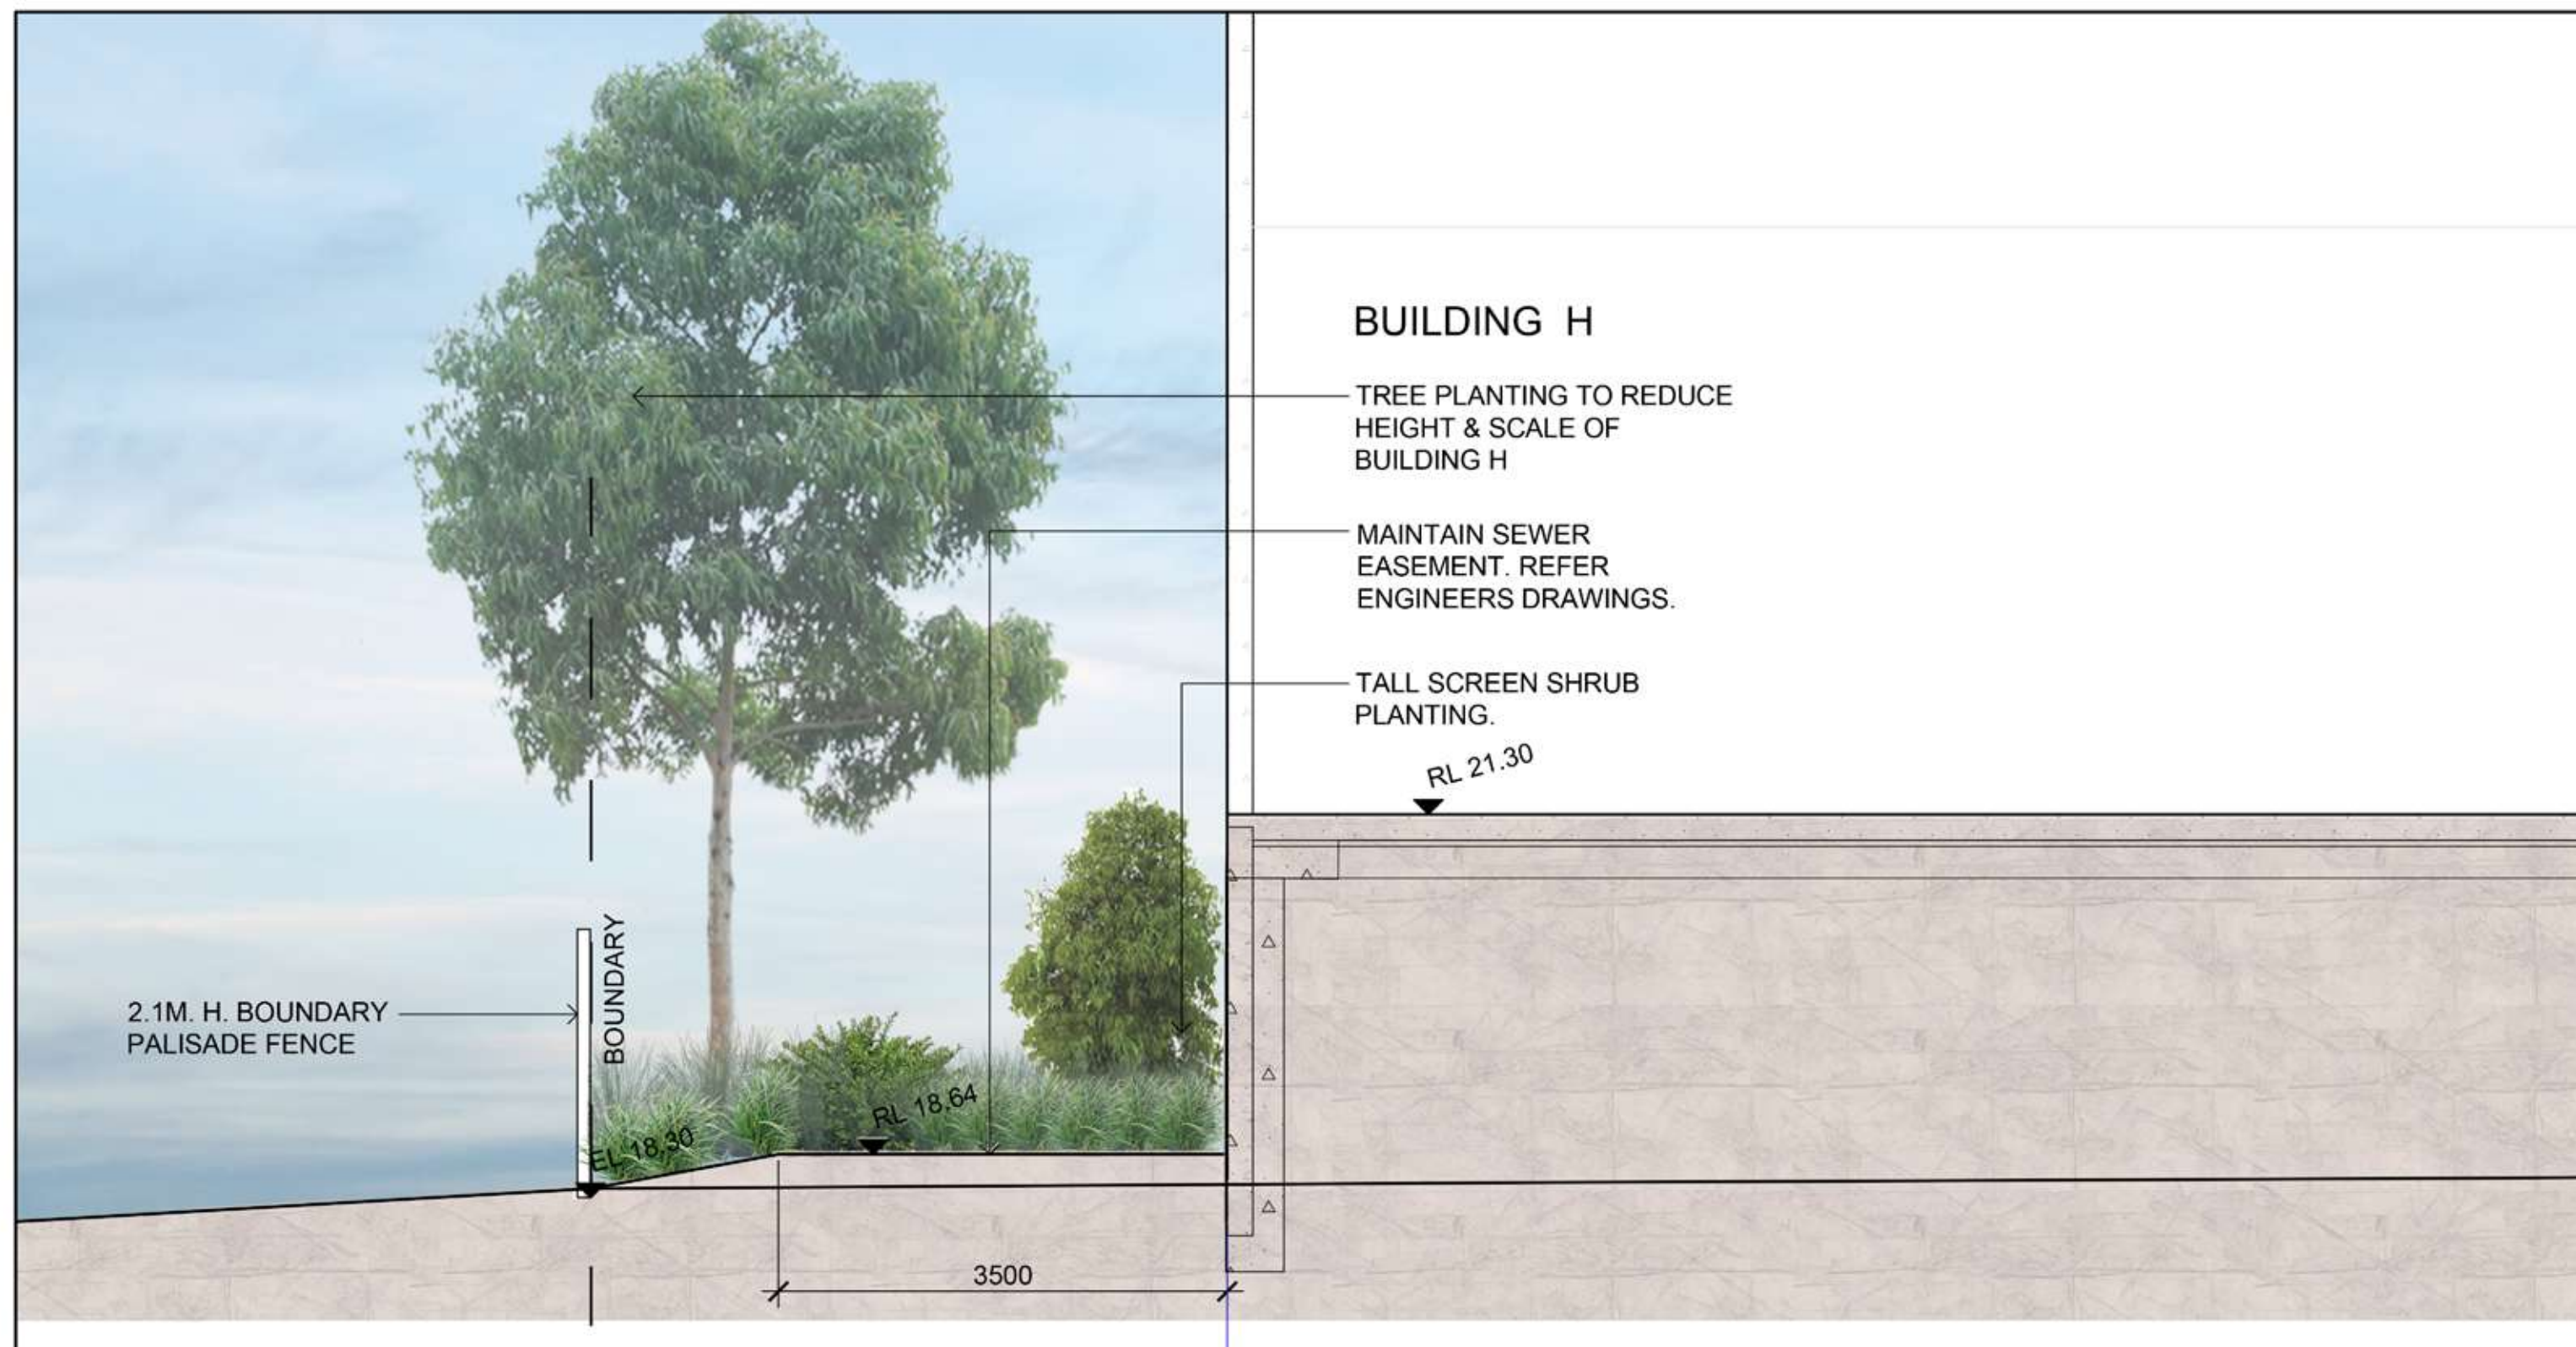 BUILDING H
TREE PLANTING TO REDUCE
HEIGHT & SCALE OF
BUILDING H
MAINTAIN SEWER
EASEMENT. REFER
ENGINEERS DRAWINGS.
TALL SCREEN SHRUB
PLANTING.
RL 21.30
2.1M. H. BOUNDARY
PALISADE FENCE
BOUNDARY
RL 18.64
EL 18.30
3500